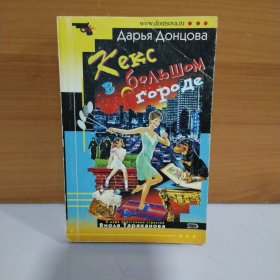 www.dontsova.ru
Дарья Донцова
Кекс
в большом
городе
Виола Тараканова